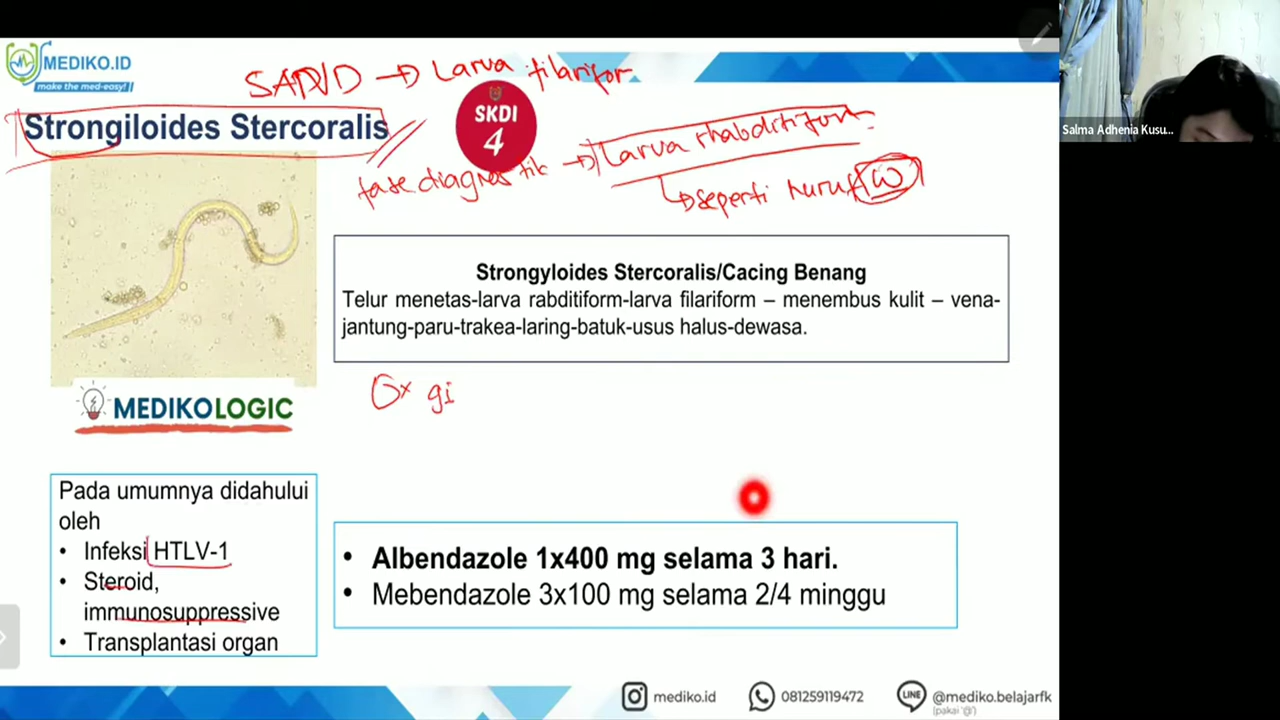 MEDIKO.ID
make the med-easy!
SADD → Larva filarifor
Strongiloides Stercoralis
SKDI
4
fase diagnostik → Larva rhabditiform
↳ seperti huruf W
Salma Adhenia Kusu...
Strongyloides Stercoralis/Cacing Benang
Telur menetas-larva rabditiform-larva filariform – menembus kulit – vena-
jantung-paru-trakea-laring-batuk-usus halus-dewasa.
Gx gi
MEDIKOLOGIC
Pada umumnya didahului
oleh
• Infeksi HTLV-1
• Steroid,
immunosuppressive
• Transplantasi organ
• Albendazole 1x400 mg selama 3 hari.
• Mebendazole 3x100 mg selama 2/4 minggu
mediko.id
081259119472
LINE
@mediko.belajarfk
(pakai '@')